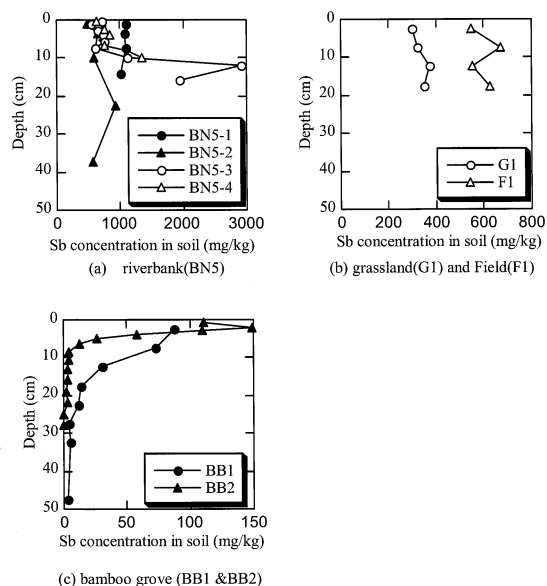 0
10
20
30
40
50
Depth (cm)
BN5-1
BN5-2
BN5-3
BN5-4
0 1000 2000 3000
Sb concentration in soil (mg/kg)
(a) riverbank(BN5)
0
10
20
30
40
50
Depth (cm)
G1
F1
0 200 400 600 800
Sb concentration in soil (mg/kg)
(b) grassland(G1) and Field(F1)
0
10
20
30
40
50
Depth (cm)
BB1
BB2
0 50 100 150
Sb concentration in soil (mg/kg)
(c) bamboo grove (BB1 &BB2)